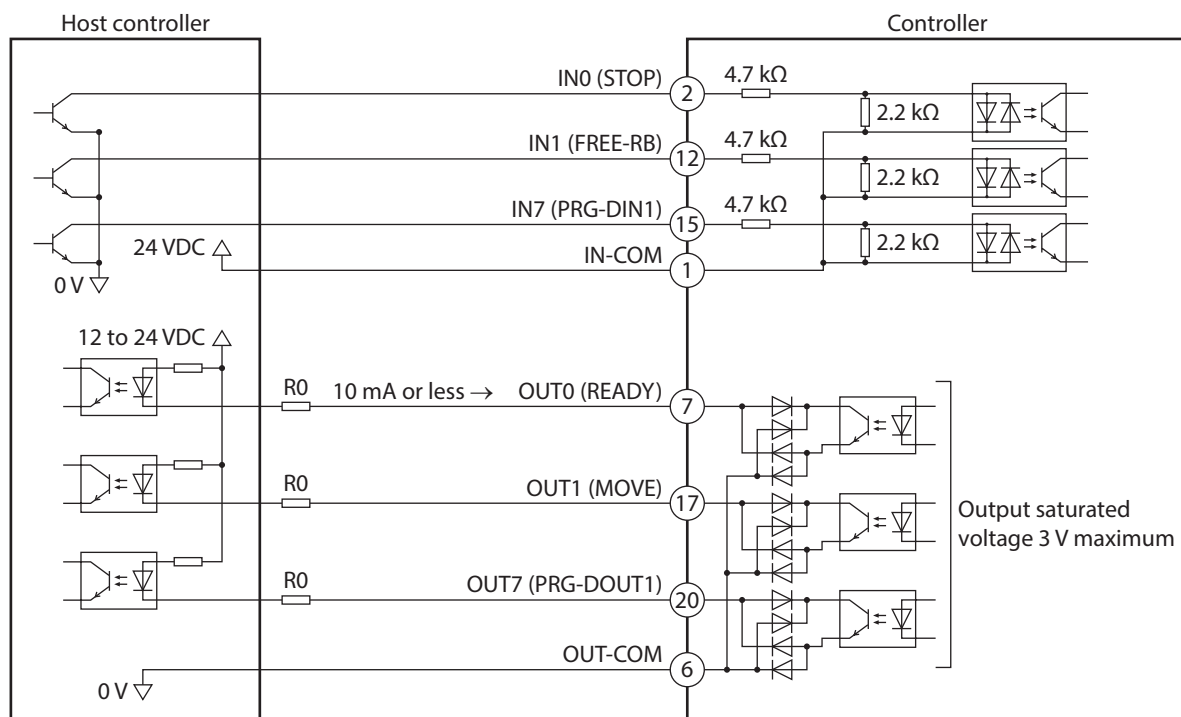 Host controller
Controller
IN0 (STOP)
2
4.7 kΩ
2.2 kΩ
IN1 (FREE-RB)
12
4.7 kΩ
2.2 kΩ
IN7 (PRG-DIN1)
15
4.7 kΩ
2.2 kΩ
24 VDC
IN-COM
1
0 V
12 to 24 VDC
R0
10 mA or less →
OUT0 (READY)
7
R0
OUT1 (MOVE)
17
Output saturated
voltage 3 V maximum
R0
OUT7 (PRG-DOUT1)
20
OUT-COM
6
0 V